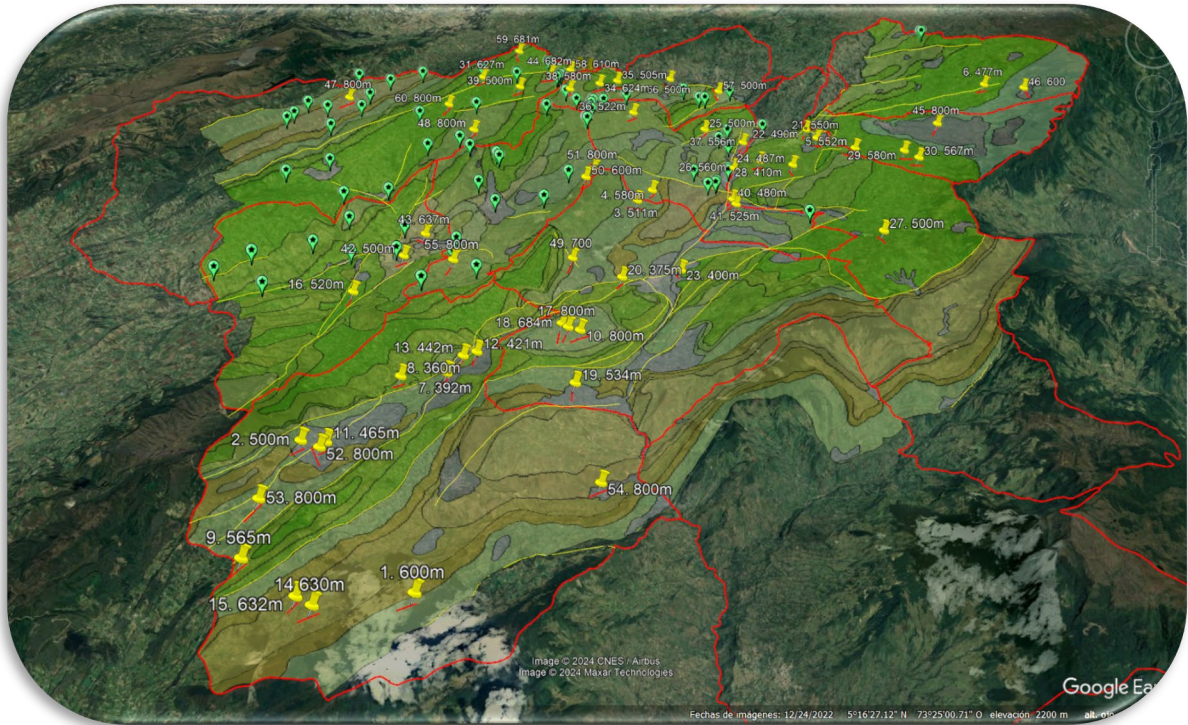 59. 681m
44. 682m
58. 610m
31. 627m
38. 580m
35. 505m
39. 500m
34. 624m
36. 500m
57. 500m
6. 477m
46. 600
47. 800m
60. 800m
36. 522m
45. 800m
48. 800m
25. 500m
21. 550m
22. 490m
37. 556m
5. 552m
29. 580m
30. 567m
51. 800m
24. 487m
26. 560m
50. 600m
28. 410m
4. 580m
40. 480m
3. 511m
41. 525m
43. 637m
27. 500m
42. 500m
55. 800m
49. 700
20. 375m
23. 400m
16. 520m
17. 800m
18. 684m
10. 800m
13. 442m
12. 421m
8. 360m
19. 534m
7. 392m
2. 500m
11. 465m
52. 800m
53. 800m
54. 800m
9. 565m
1. 600m
14. 630m
15. 632m
Image © 2024 CNES / Airbus
Image © 2024 Maxar Technologies
Google Ear
Fechas de imágenes: 12/24/2022 5°16'27.12" N 73°25'00.71" O elevación 2200 m alt.